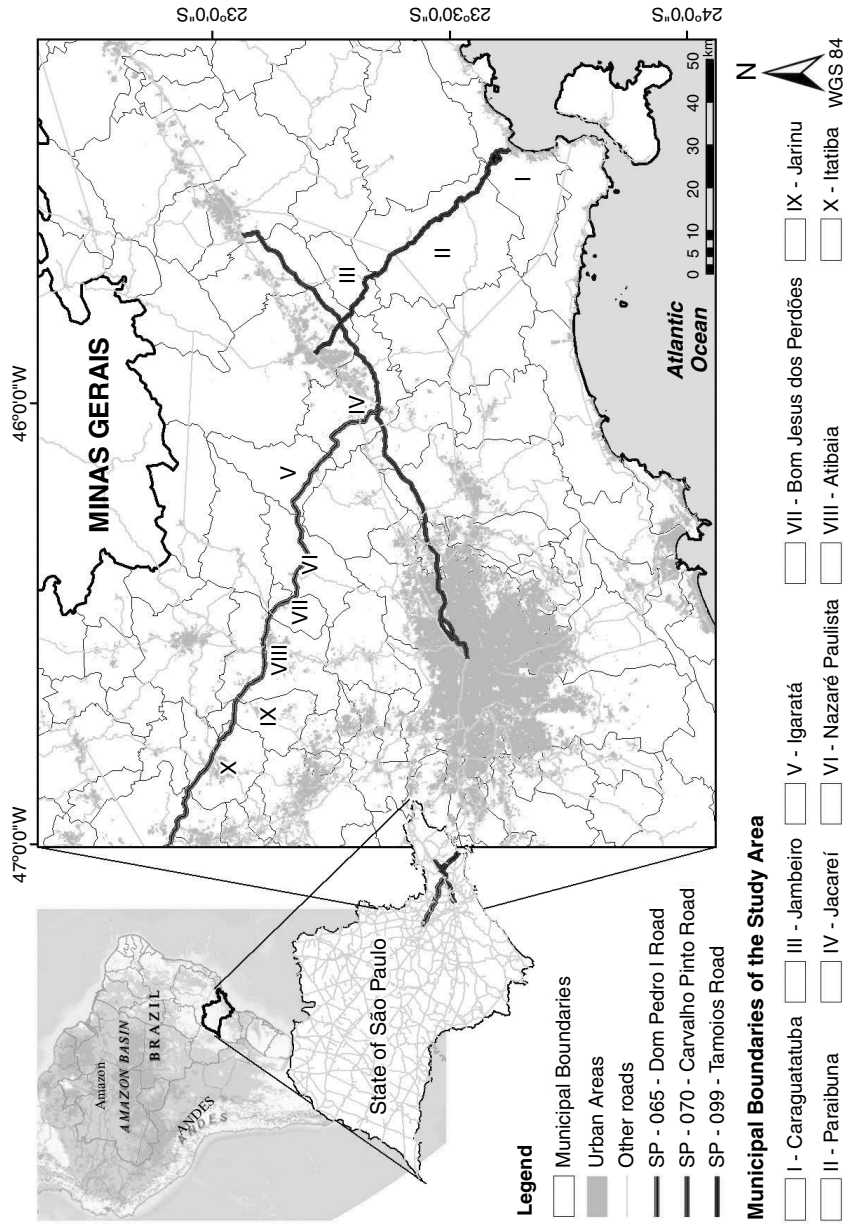 47°0'0"W
46°0'0"W
23°0'0"S
23°30'0"S
24°0'0"S
MINAS GERAIS
X
IX
VIII
VII
VI
V
IV
III
II
I
Atlantic
Ocean
0 5 10 20 30 40 50
km
N
WGS 84
Amazon
AMAZON BASIN
BRAZIL
ANDES
ANDES
State of São Paulo
Legend
Municipal Boundaries
Urban Areas
Other roads
SP - 065 - Dom Pedro I Road
SP - 070 - Carvalho Pinto Road
SP - 099 - Tamoios Road
Municipal Boundaries of the Study Area
I - Caraguatatuba
III - Jambeiro
V - Igaratá
VII - Bom Jesus dos Perdões
IX - Jarinu
II - Paraibuna
IV - Jacareí
VI - Nazaré Paulista
VIII - Atibaia
X - Itatiba